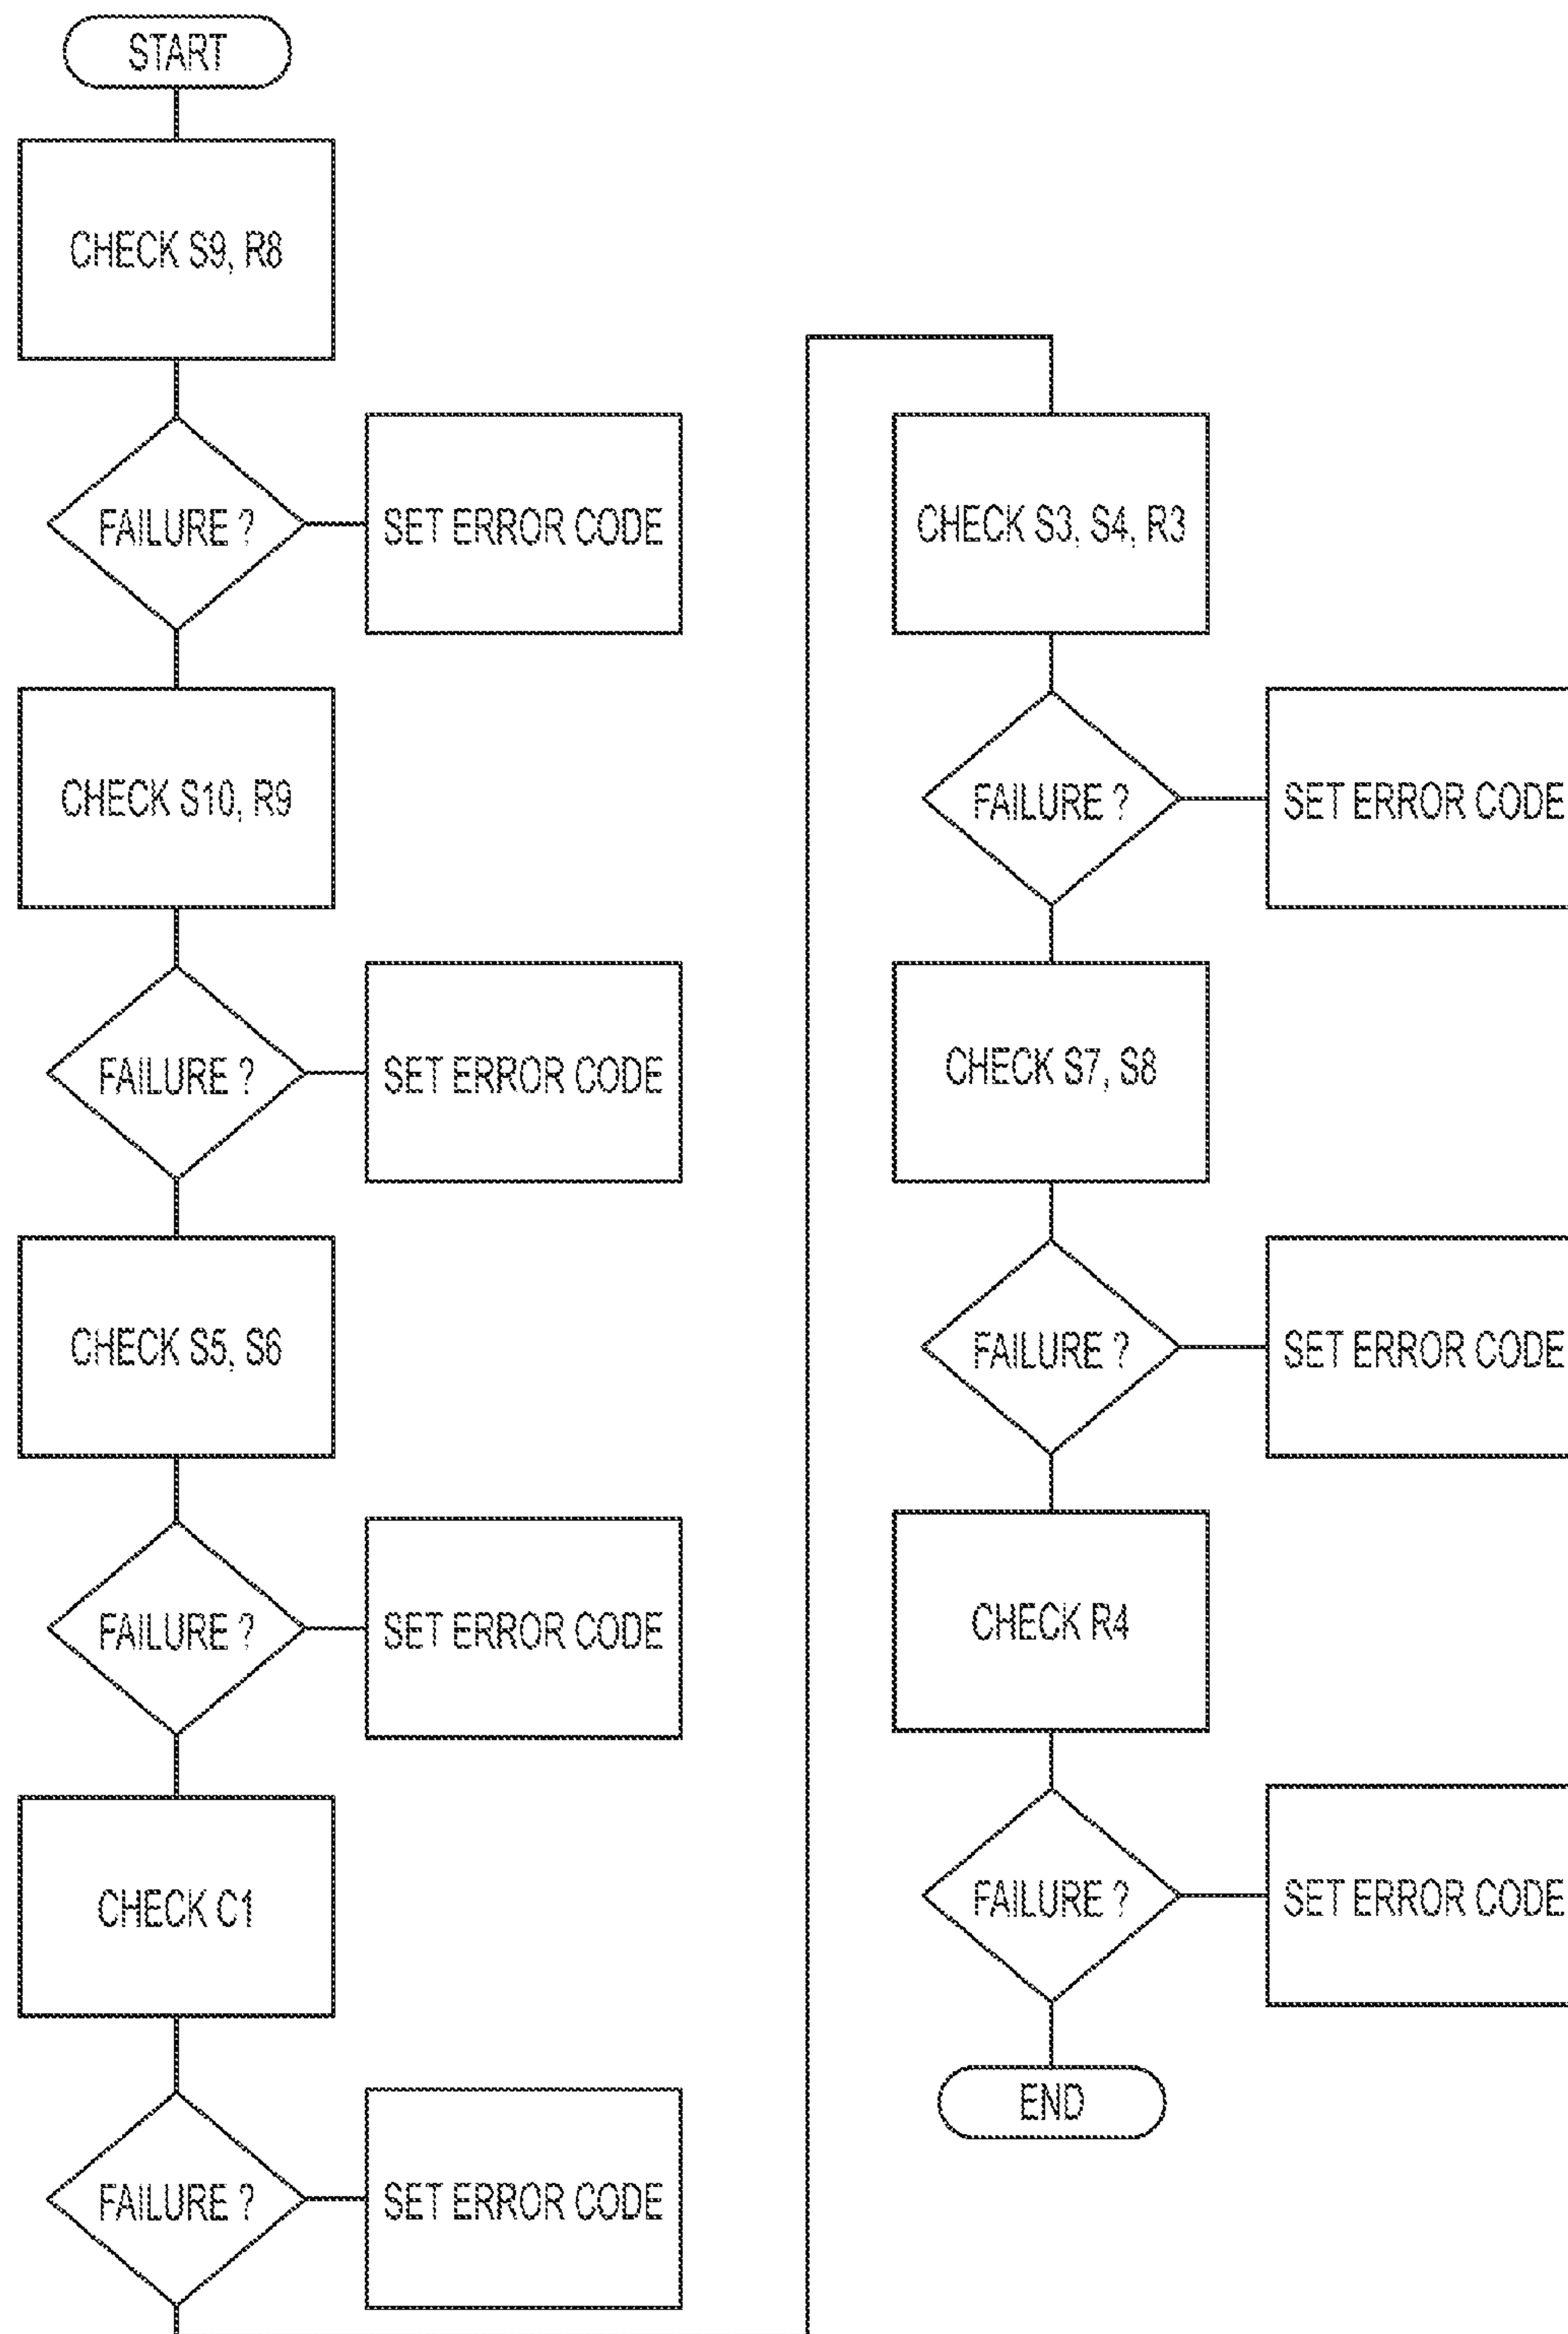 START
CHECK S9, R8
FAILURE ?
SET ERROR CODE
CHECK S10, R9
FAILURE ?
SET ERROR CODE
CHECK S5, S6
FAILURE ?
SET ERROR CODE
CHECK C1
FAILURE ?
SET ERROR CODE
CHECK S3, S4, R3
FAILURE ?
SET ERROR CODE
CHECK S7, S8
FAILURE ?
SET ERROR CODE
CHECK R4
FAILURE ?
SET ERROR CODE
END